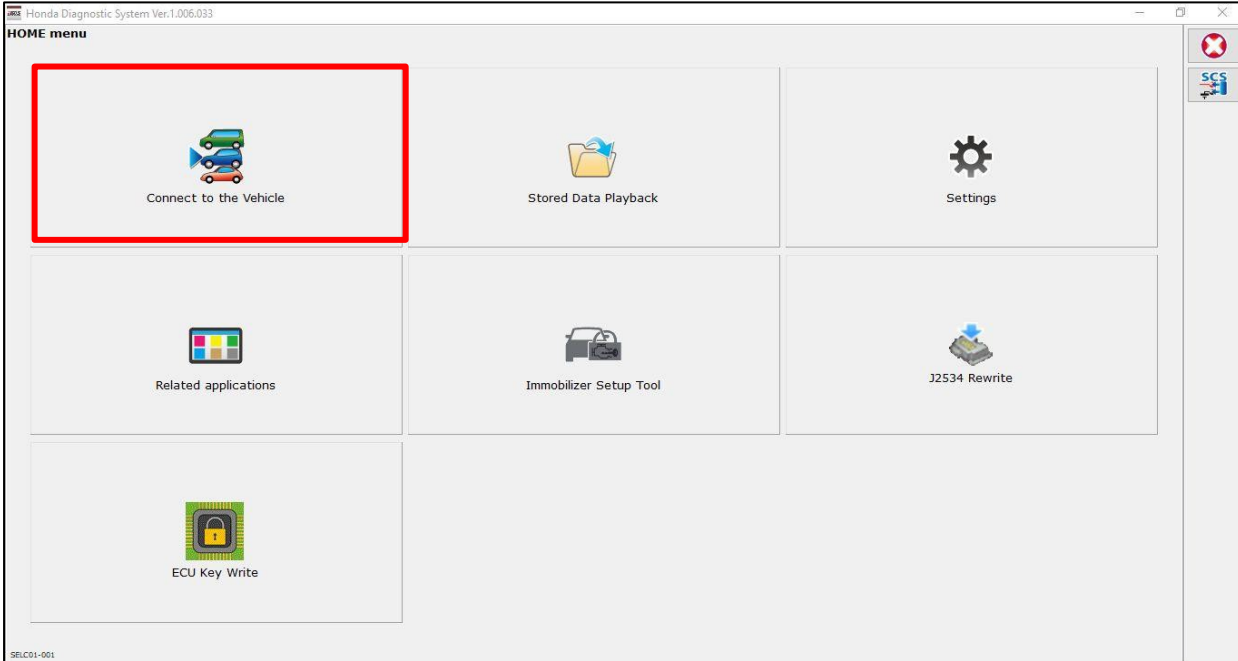 Honda Diagnostic System Ver.1.006.033
HOME menu
SCS
Connect to the Vehicle
Stored Data Playback
Settings
Related applications
Immobilizer Setup Tool
J2534 Rewrite
ECU Key Write
SELC01-001